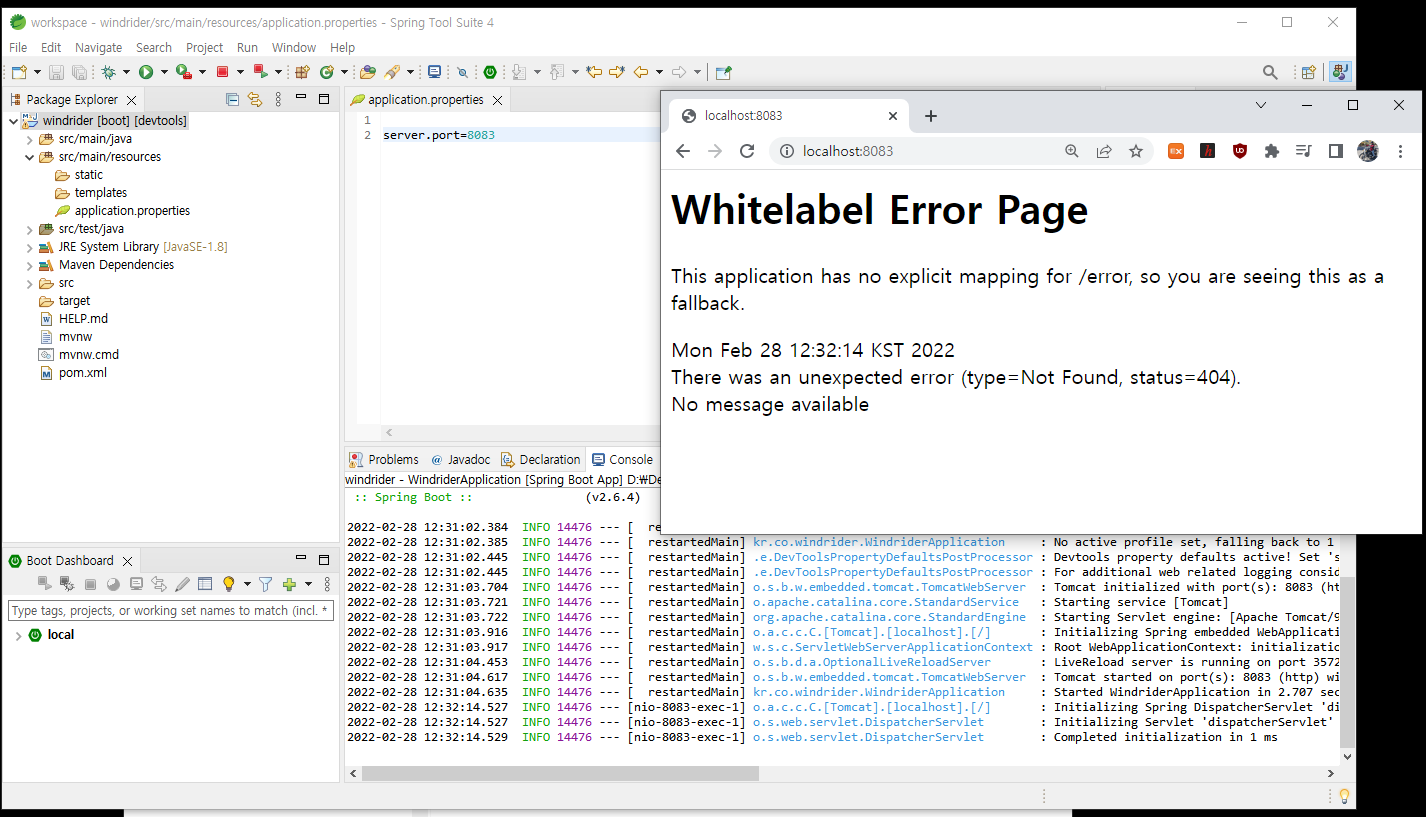 workspace - windrider/src/main/resources/application.properties - Spring Tool Suite 4
File Edit Navigate Search Project Run Window Help
Package Explorer
windrider [boot] [devtools]
src/main/java
src/main/resources
static
templates
application.properties
src/test/java
JRE System Library [JavaSE-1.8]
Maven Dependencies
src
target
HELP.md
mvnw
mvnw.cmd
pom.xml
application.properties
1
2 server.port=8083
localhost:8083
localhost:8083
Whitelabel Error Page
This application has no explicit mapping for /error, so you are seeing this as a
fallback.
Mon Feb 28 12:32:14 KST 2022
There was an unexpected error (type=Not Found, status=404).
No message available
Problems @ Javadoc Declaration Console
windrider - WindriderApplication [Spring Boot App] D:₩De
:: Spring Boot :: (v2.6.4)
2022-02-28 12:31:02.384 INFO 14476 --- [ re
2022-02-28 12:31:02.385 INFO 14476 --- [ restartedMain] kr.co.windrider.WindriderApplication : No active profile set, falling back to 1
2022-02-28 12:31:02.445 INFO 14476 --- [ restartedMain] .e.DevToolsPropertyDefaultsPostProcessor : Devtools property defaults active! Set 's
2022-02-28 12:31:02.445 INFO 14476 --- [ restartedMain] .e.DevToolsPropertyDefaultsPostProcessor : For additional web related logging consid
2022-02-28 12:31:03.704 INFO 14476 --- [ restartedMain] o.s.b.w.embedded.tomcat.TomcatWebServer : Tomcat initialized with port(s): 8083 (ht
2022-02-28 12:31:03.721 INFO 14476 --- [ restartedMain] o.apache.catalina.core.StandardService : Starting service [Tomcat]
2022-02-28 12:31:03.722 INFO 14476 --- [ restartedMain] org.apache.catalina.core.StandardEngine : Starting Servlet engine: [Apache Tomcat/9
2022-02-28 12:31:03.916 INFO 14476 --- [ restartedMain] o.a.c.c.C.[Tomcat].[localhost].[/] : Initializing Spring embedded WebApplicati
2022-02-28 12:31:03.917 INFO 14476 --- [ restartedMain] w.s.c.ServletWebServerApplicationContext : Root WebApplicationContext: initializatio
2022-02-28 12:31:04.453 INFO 14476 --- [ restartedMain] o.s.b.d.a.OptionalLiveReloadServer : LiveReload server is running on port 3572
2022-02-28 12:31:04.617 INFO 14476 --- [ restartedMain] o.s.b.w.embedded.tomcat.TomcatWebServer : Tomcat started on port(s): 8083 (http) wi
2022-02-28 12:31:04.635 INFO 14476 --- [ restartedMain] kr.co.windrider.WindriderApplication : Started WindriderApplication in 2.707 sec
2022-02-28 12:32:14.527 INFO 14476 --- [nio-8083-exec-1] o.a.c.c.C.[Tomcat].[localhost].[/] : Initializing Spring DispatcherServlet 'di
2022-02-28 12:32:14.527 INFO 14476 --- [nio-8083-exec-1] o.s.web.servlet.DispatcherServlet : Initializing Servlet 'dispatcherServlet'
2022-02-28 12:32:14.529 INFO 14476 --- [nio-8083-exec-1] o.s.web.servlet.DispatcherServlet : Completed initialization in 1 ms
Boot Dashboard
Type tags, projects, or working set names to match (incl. *
local